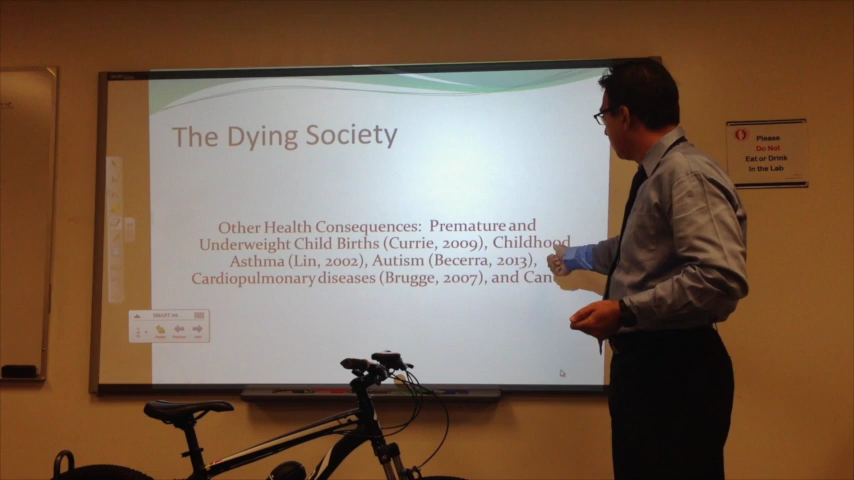 The Dying Society
Other Health Consequences: Premature and
Underweight Child Births (Currie, 2009), Childhood
Asthma (Lin, 2002), Autism (Becerra, 2013),
Cardiopulmonary diseases (Brugge, 2007), and
Please
Do Not
Eat or Drink
In the Lab